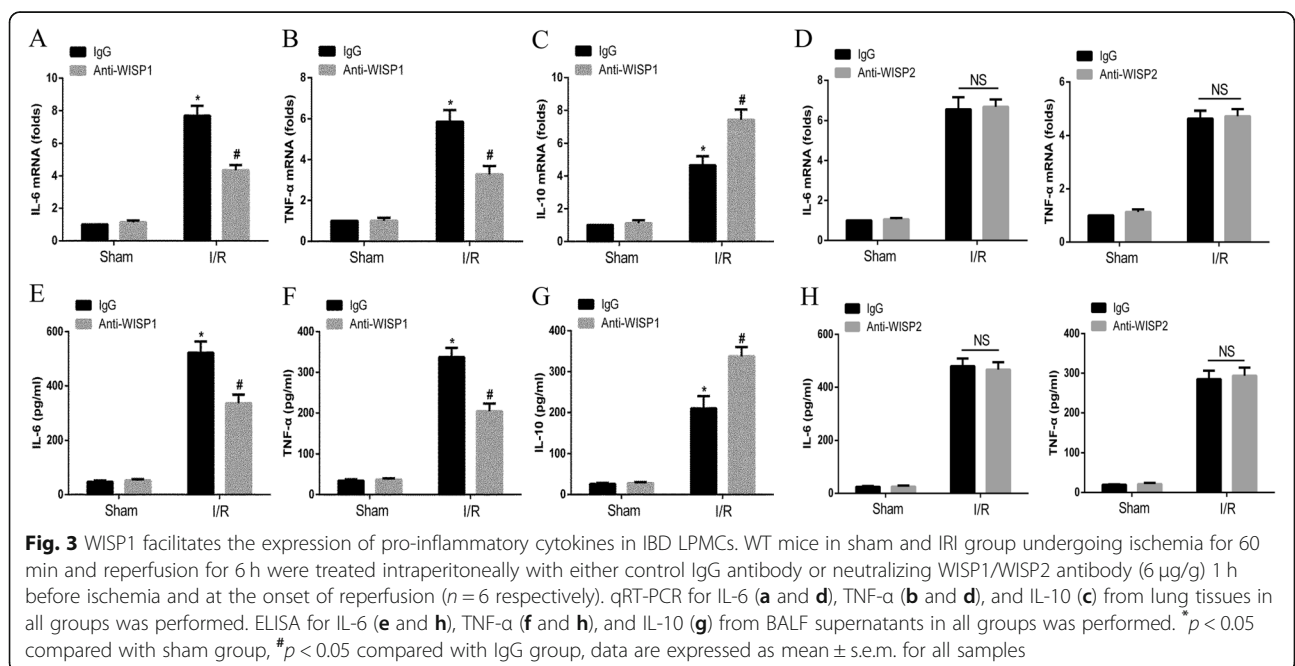 A
IgG
Anti-WISP1
IL-6 mRNA (folds)
10
8
6
4
2
0
*
#
Sham
I/R
B
IgG
Anti-WISP1
TNF-α mRNA (folds)
8
6
4
2
0
*
#
Sham
I/R
C
IgG
Anti-WISP1
IL-10 mRNA (folds)
10
8
6
4
2
0
*
#
Sham
I/R
D
IgG
Anti-WISP2
IL-6 mRNA (folds)
8
6
4
2
0
NS
Sham
I/R
IgG
Anti-WISP2
TNF-α mRNA (folds)
6
4
2
0
NS
Sham
I/R
E
IgG
Anti-WISP1
IL-6 (pg/ml)
600
400
200
0
*
#
Sham
I/R
F
IgG
Anti-WISP1
TNF-α (pg/ml)
400
300
200
100
0
*
#
Sham
I/R
G
IgG
Anti-WISP1
IL-10 (pg/ml)
400
300
200
100
0
*
#
Sham
I/R
H
IgG
Anti-WISP2
IL-6 (pg/ml)
600
400
200
0
NS
Sham
I/R
IgG
Anti-WISP2
TNF-α (pg/ml)
400
300
200
100
0
NS
Sham
I/R
Fig. 3 WISP1 facilitates the expression of pro-inflammatory cytokines in IBD LPMCs. WT mice in sham and IRI group undergoing ischemia for 60
min and reperfusion for 6 h were treated intraperitoneally with either control IgG antibody or neutralizing WISP1/WISP2 antibody (6 μg/g) 1 h
before ischemia and at the onset of reperfusion (n = 6 respectively). qRT-PCR for IL-6 (a and d), TNF-α (b and d), and IL-10 (c) from lung tissues in
all groups was performed. ELISA for IL-6 (e and h), TNF-α (f and h), and IL-10 (g) from BALF supernatants in all groups was performed. *p < 0.05
compared with sham group, #p < 0.05 compared with IgG group, data are expressed as mean ± s.e.m. for all samples